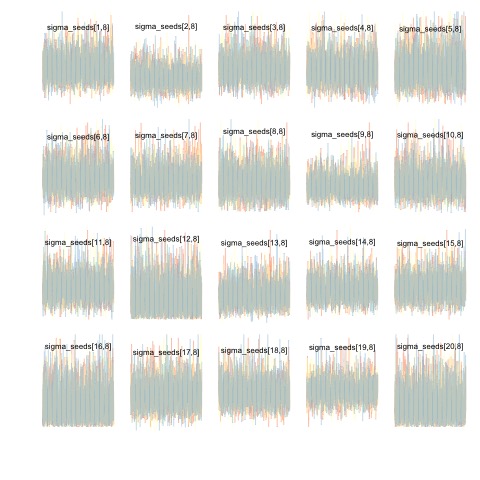 sigma_seeds[1,8]
sigma_seeds[2,8]
sigma_seeds[3,8]
sigma_seeds[4,8]
sigma_seeds[5,8]
sigma_seeds[6,8]
sigma_seeds[7,8]
sigma_seeds[8,8]
sigma_seeds[9,8]
sigma_seeds[10,8]
sigma_seeds[11,8]
sigma_seeds[12,8]
sigma_seeds[13,8]
sigma_seeds[14,8]
sigma_seeds[15,8]
sigma_seeds[16,8]
sigma_seeds[17,8]
sigma_seeds[18,8]
sigma_seeds[19,8]
sigma_seeds[20,8]